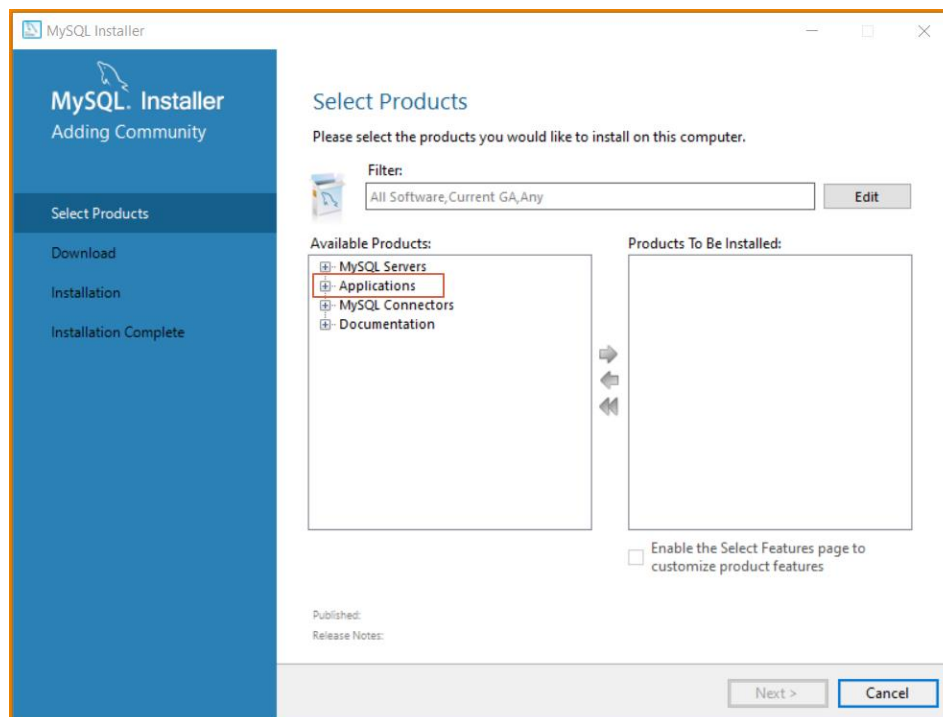 MySQL Installer
MySQL. Installer
Adding Community
Select Products
Download
Installation
Installation Complete
Select Products
Please select the products you would like to install on this computer.
Filter:
All Software,Current GA,Any
Edit
Available Products:
MySQL Servers
Applications
MySQL Connectors
Documentation
Products To Be Installed:
Enable the Select Features page to
customize product features
Published:
Release Notes:
Next >
Cancel